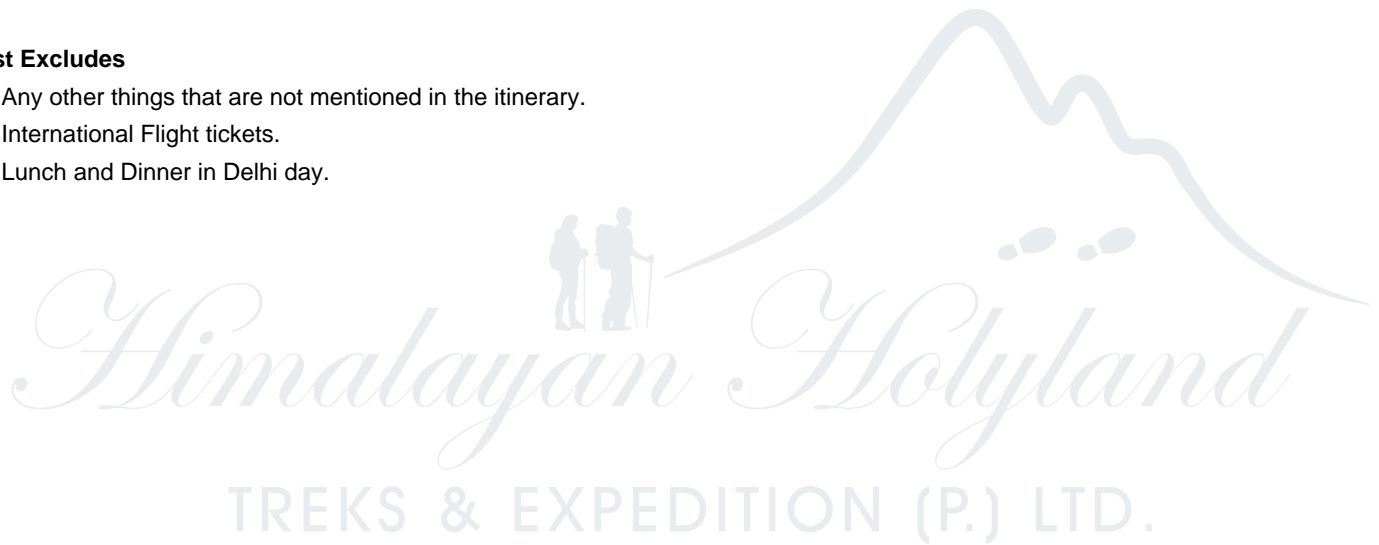 st Excludes
Any other things that are not mentioned in the itinerary.
International Flight tickets.
Lunch and Dinner in Delhi day.
Himalayan Holyland
TREKS & EXPEDITION (P.) LTD.